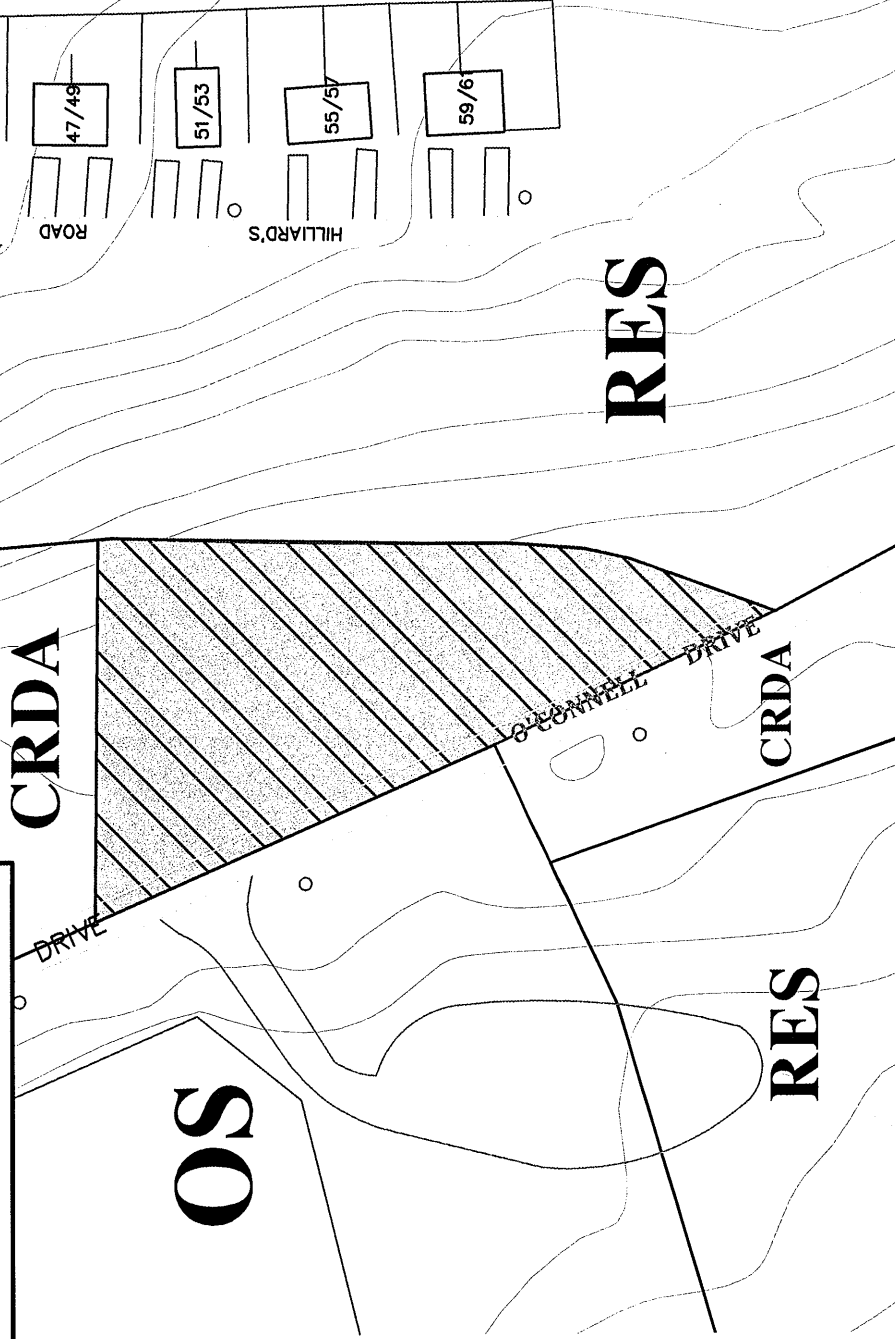 47/49
51/53
55/57
59/61
ROAD
HILLIARD'S
RES
CRDA
O'CONNELL DRIVE
CRDA
DRIVE
OS
RES